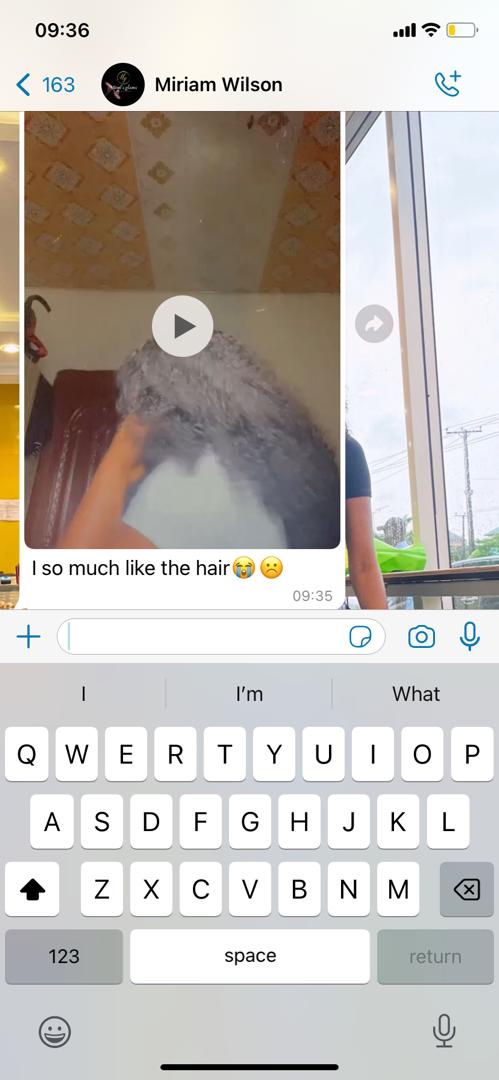 09:36
163
Miriam Wilson
I so much like the hair😭☹️
09:35
I
I'm
What
Q W E R T Y U I O P
A S D F G H J K L
Z X C V B N M
123
space
return